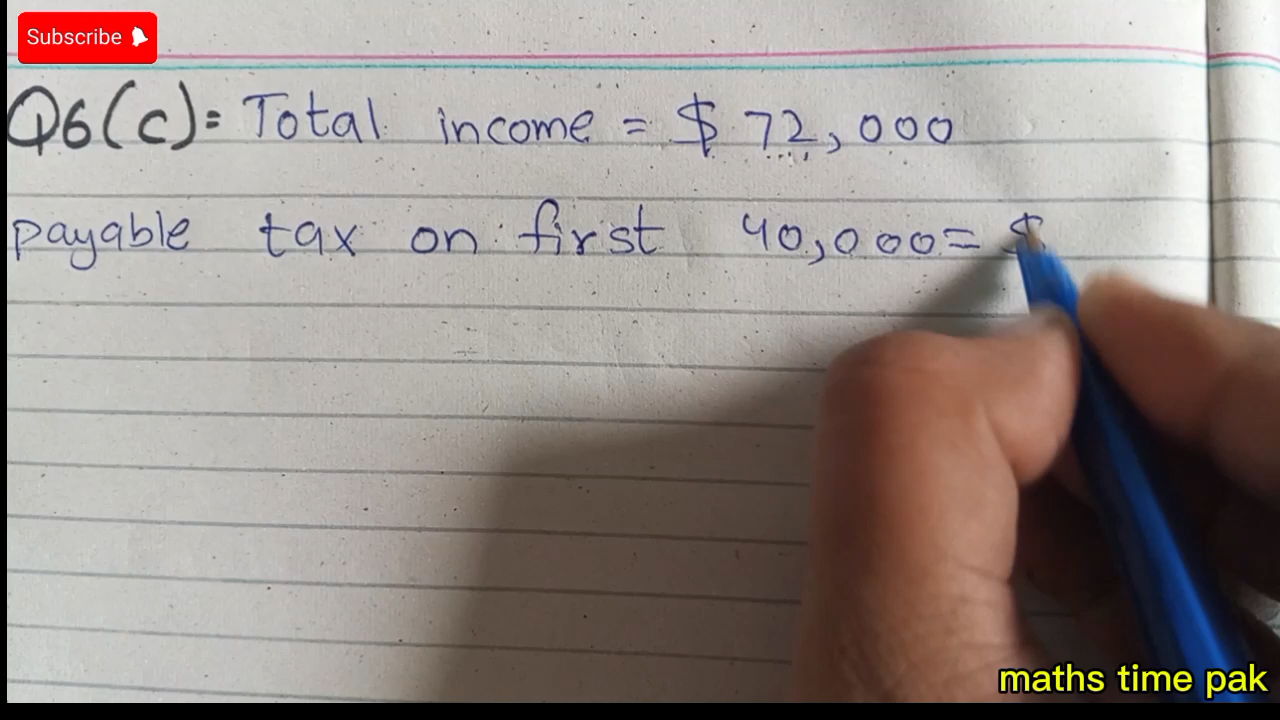 Subscribe
Q6(c)= Total income = $ 72,000
payable tax on first 40,000= $
maths time pak